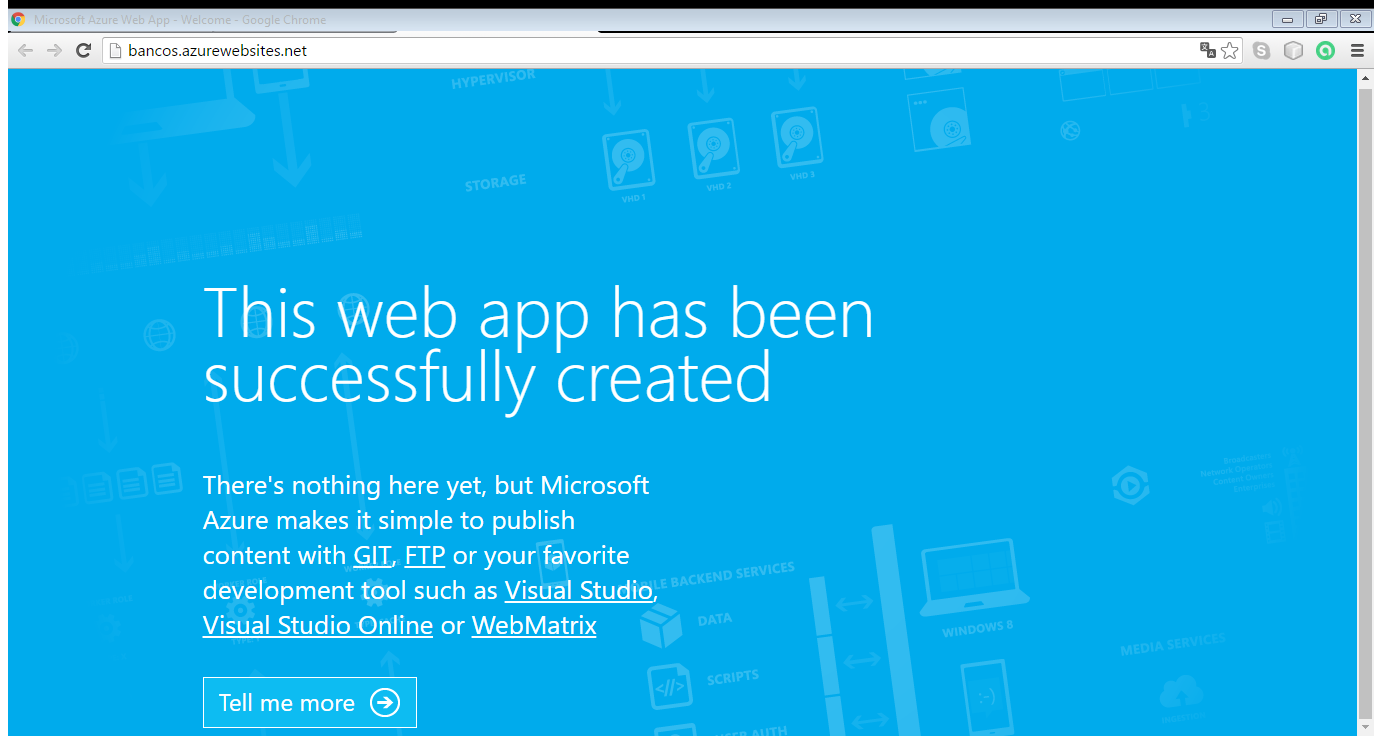 Microsoft Azure Web App - Welcome - Google Chrome
bancos.azurewebsites.net
HYPERVISOR
3
STORAGE
VHD 1
VHD 2
VHD 3
This web app has been
successfully created
There's nothing here yet, but Microsoft
Azure makes it simple to publish
content with GIT, FTP or your favorite
development tool such as Visual Studio,
Visual Studio Online or WebMatrix
Tell me more
BACKEND SERVICES
DATA
SCRIPTS
USER AUTH
WINDOWS 8
:-)
MEDIA SERVICES